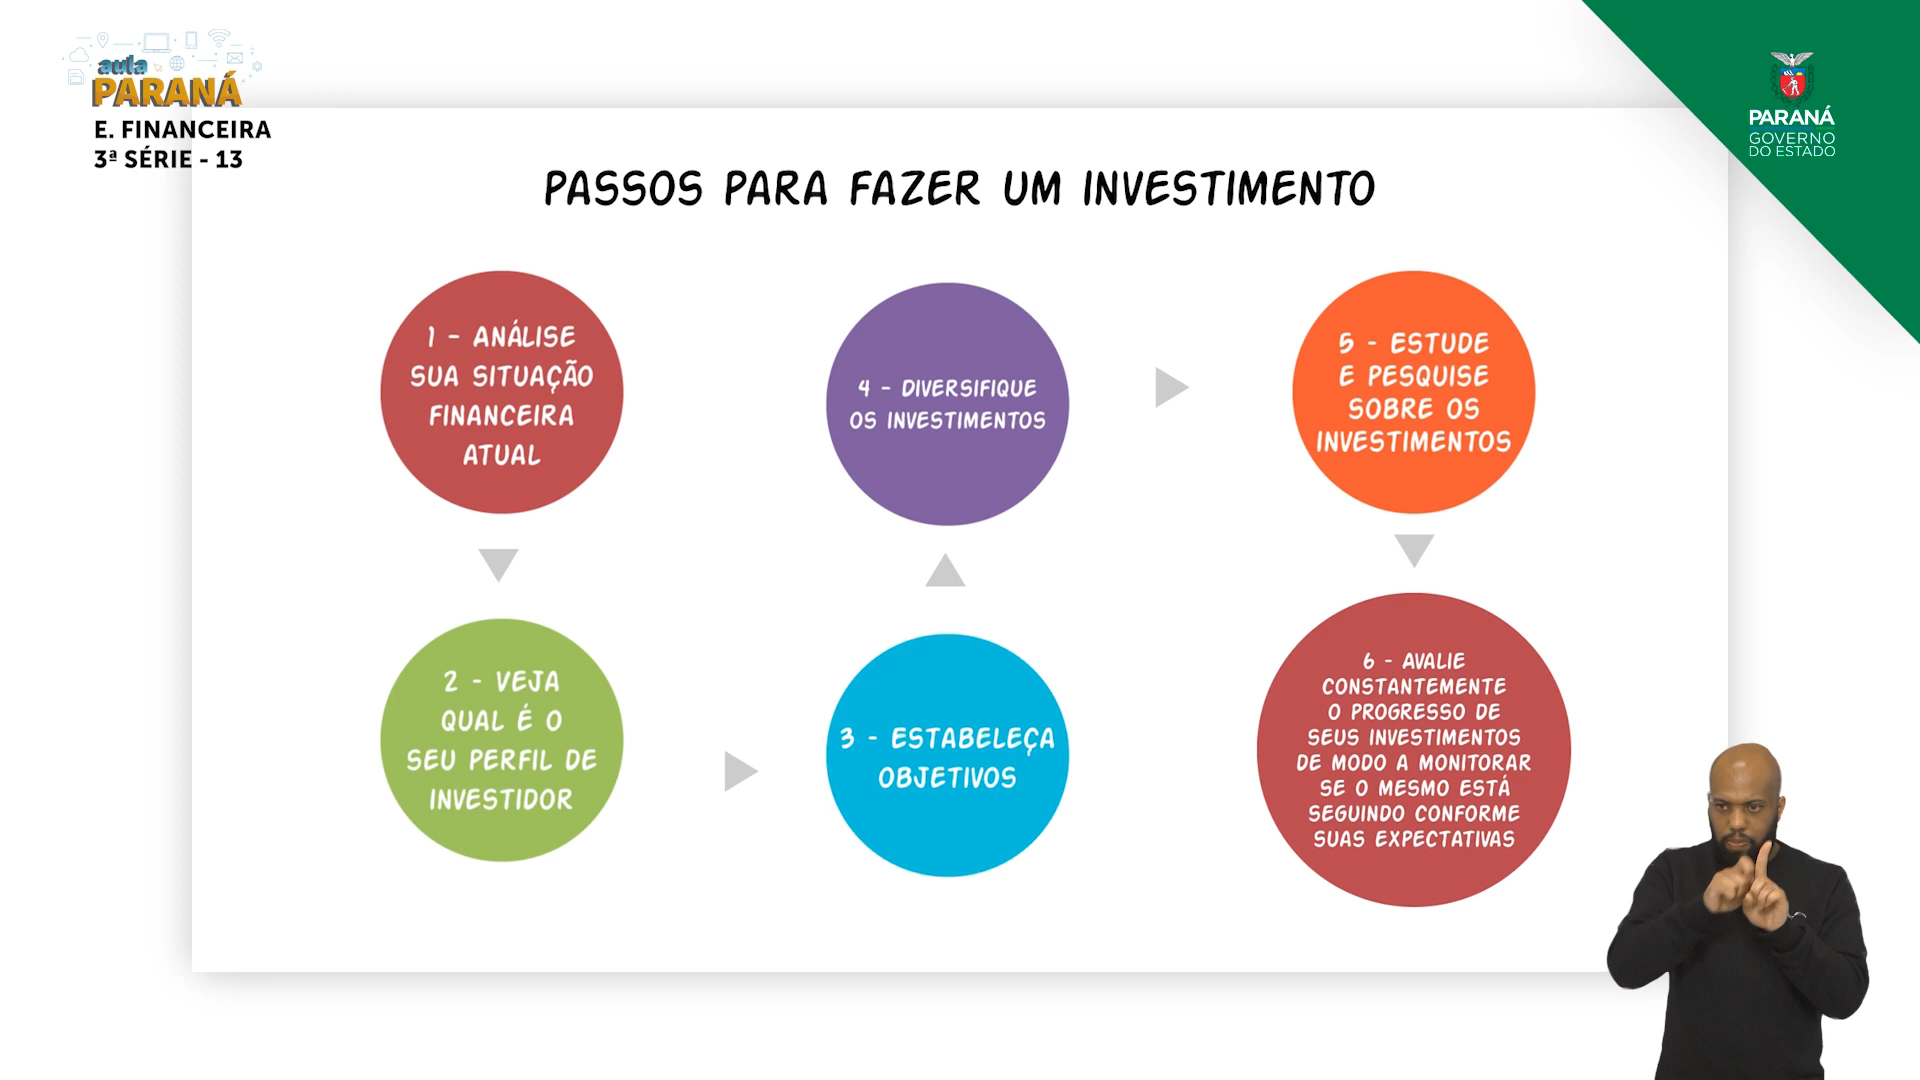 aula
PARANÁ
E. FINANCEIRA
3ª SÉRIE - 13
PARANÁ
GOVERNO
DO ESTADO
PASSOS PARA FAZER UM INVESTIMENTO
1 - ANÁLISE
SUA SITUAÇÃO
FINANCEIRA
ATUAL
2 - VEJA
QUAL É O
SEU PERFIL DE
INVESTIDOR
3 - ESTABELEÇA
OBJETIVOS
4 - DIVERSIFIQUE
OS INVESTIMENTOS
5 - ESTUDE
E PESQUISE
SOBRE OS
INVESTIMENTOS
6 - AVALIE
CONSTANTEMENTE
O PROGRESSO DE
SEUS INVESTIMENTOS
DE MODO A MONITORAR
SE O MESMO ESTÁ
SEGUINDO CONFORME
SUAS EXPECTATIVAS